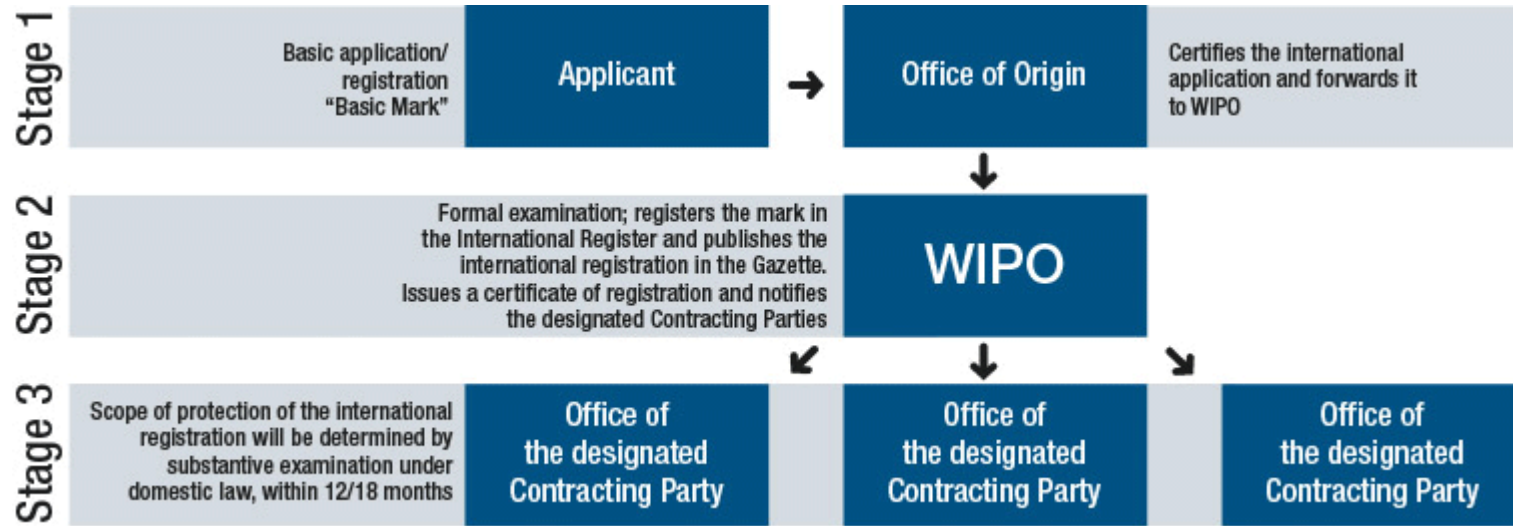 Stage 1
Basic application/
registration
“Basic Mark”
Applicant
Office of Origin
Certifies the international
application and forwards it
to WIPO
Stage 2
Formal examination; registers the mark in
the International Register and publishes the
international registration in the Gazette.
Issues a certificate of registration and notifies
the designated Contracting Parties
WIPO
Stage 3
Scope of protection of the international
registration will be determined by
substantive examination under
domestic law, within 12/18 months
Office of
the designated
Contracting Party
Office of
the designated
Contracting Party
Office of
the designated
Contracting Party